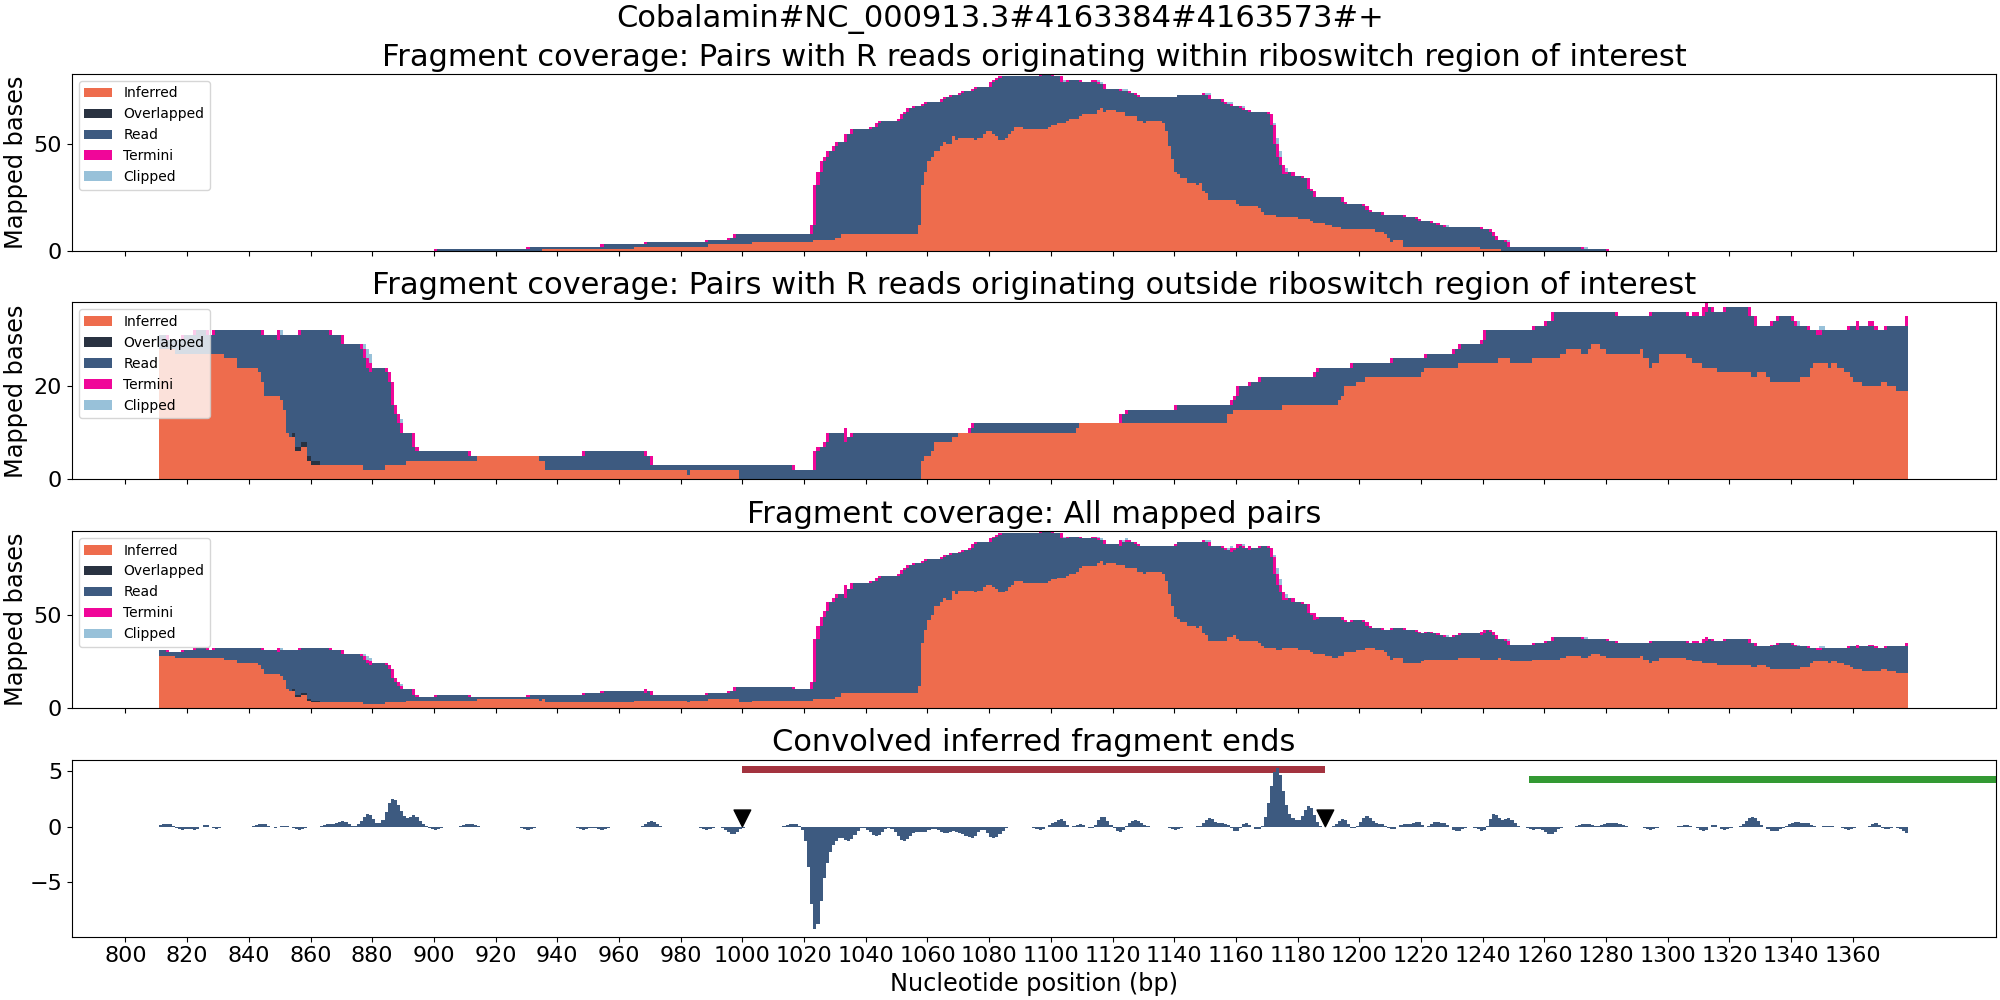 Cobalamin#NC_000913.3#4163384#4163573#+
Fragment coverage: Pairs with R reads originating within riboswitch region of interest
Mapped bases
50
0
Inferred
Overlapped
Read
Termini
Clipped
Fragment coverage: Pairs with R reads originating outside riboswitch region of interest
Mapped bases
20
0
Inferred
Overlapped
Read
Termini
Clipped
Fragment coverage: All mapped pairs
Mapped bases
50
0
Inferred
Overlapped
Read
Termini
Clipped
Convolved inferred fragment ends
5
0
−5
800 820 840 860 880 900 920 940 960 980 1000 1020 1040 1060 1080 1100 1120 1140 1160 1180 1200 1220 1240 1260 1280 1300 1320 1340 1360
Nucleotide position (bp)